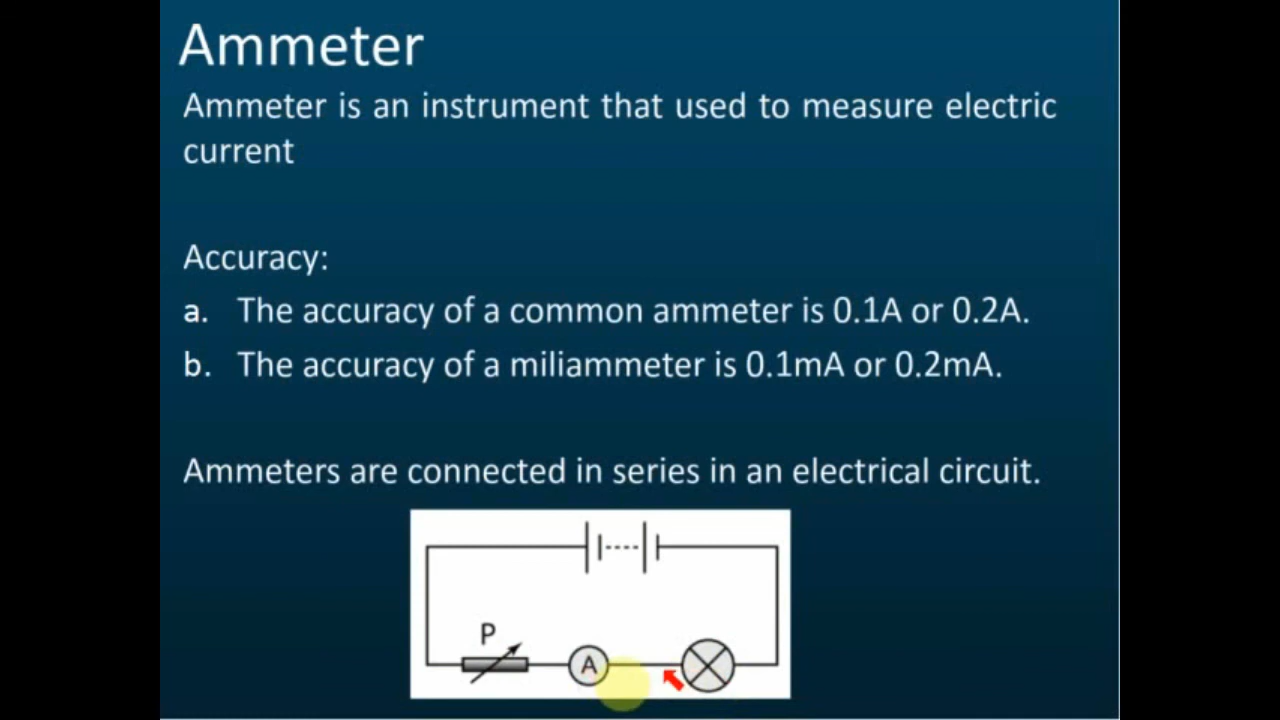 Ammeter
Ammeter is an instrument that used to measure electric
current
Accuracy:
a. The accuracy of a common ammeter is 0.1A or 0.2A.
b. The accuracy of a miliammeter is 0.1mA or 0.2mA.
Ammeters are connected in series in an electrical circuit.
P
A